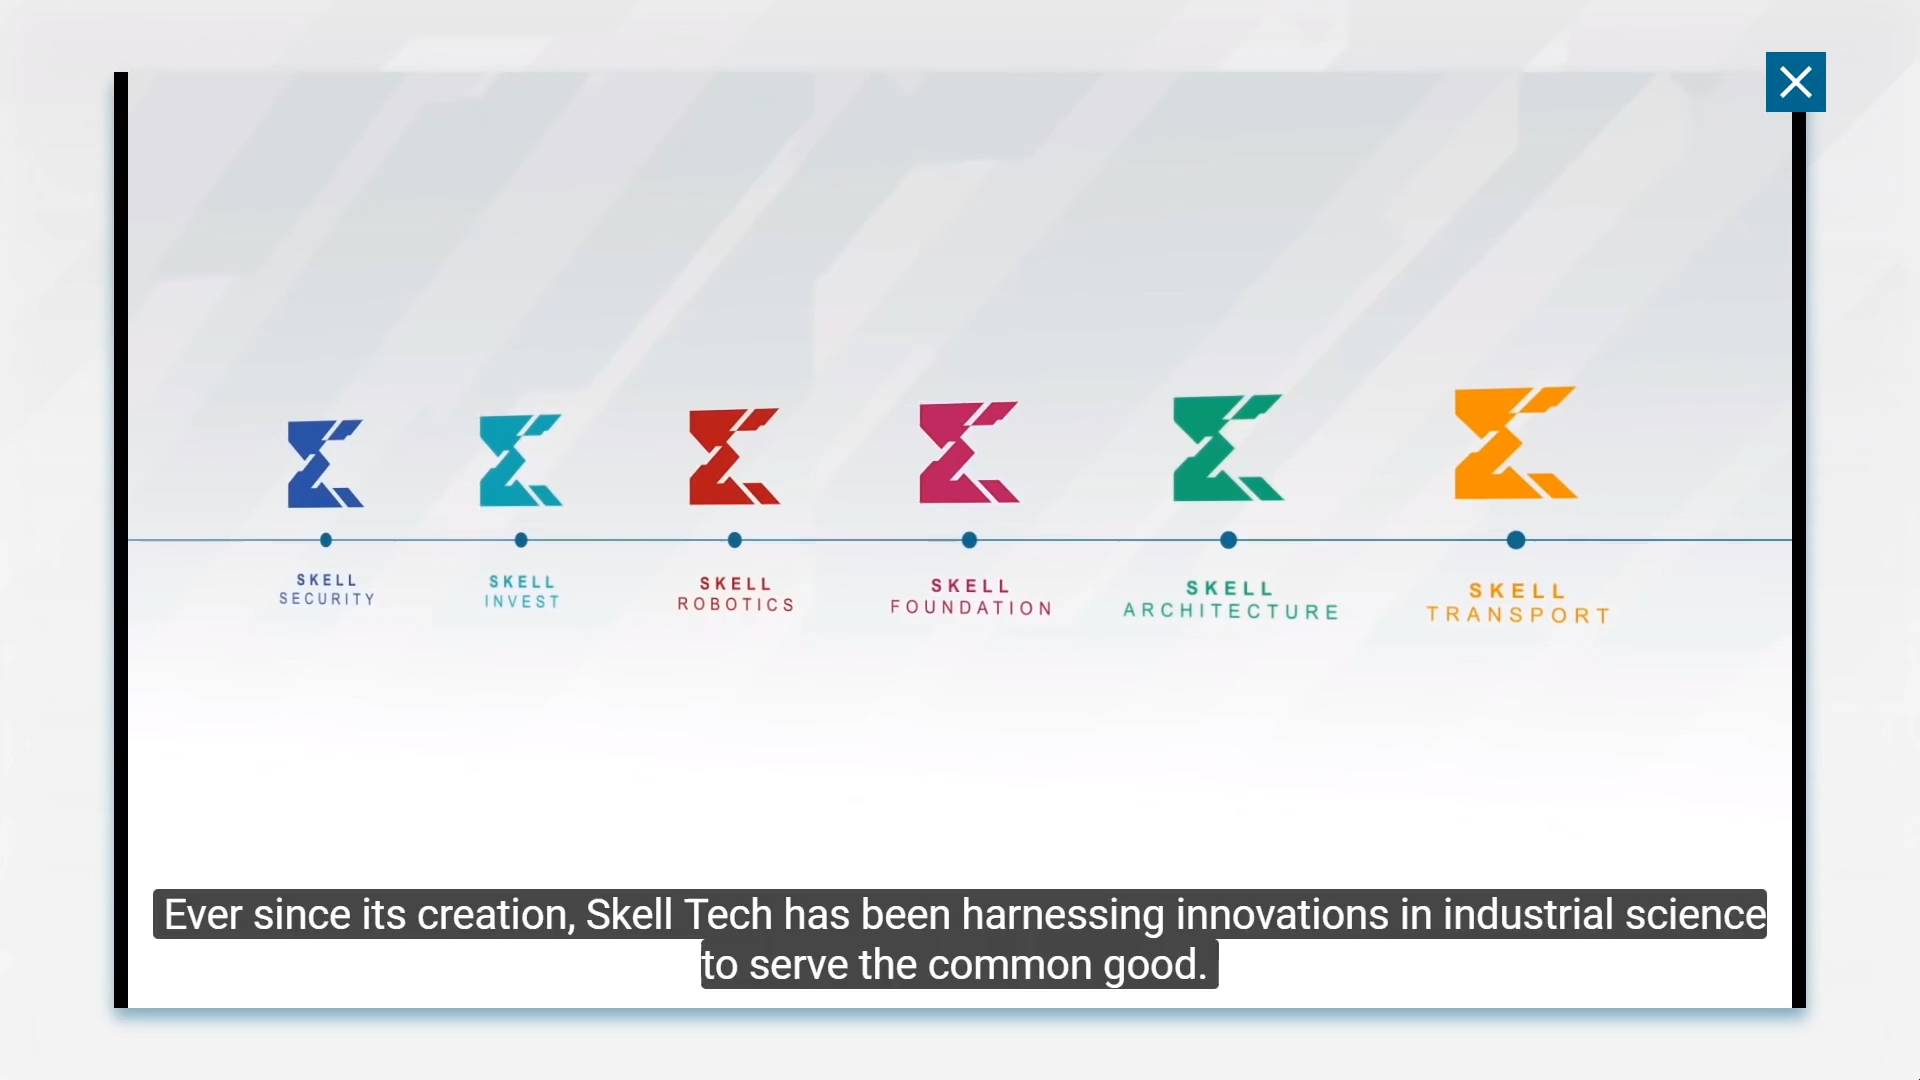 SKELL
SECURITY
SKELL
INVEST
SKELL
ROBOTICS
SKELL
FOUNDATION
SKELL
ARCHITECTURE
SKELL
TRANSPORT
Ever since its creation, Skell Tech has been harnessing innovations in industrial science
to serve the common good.